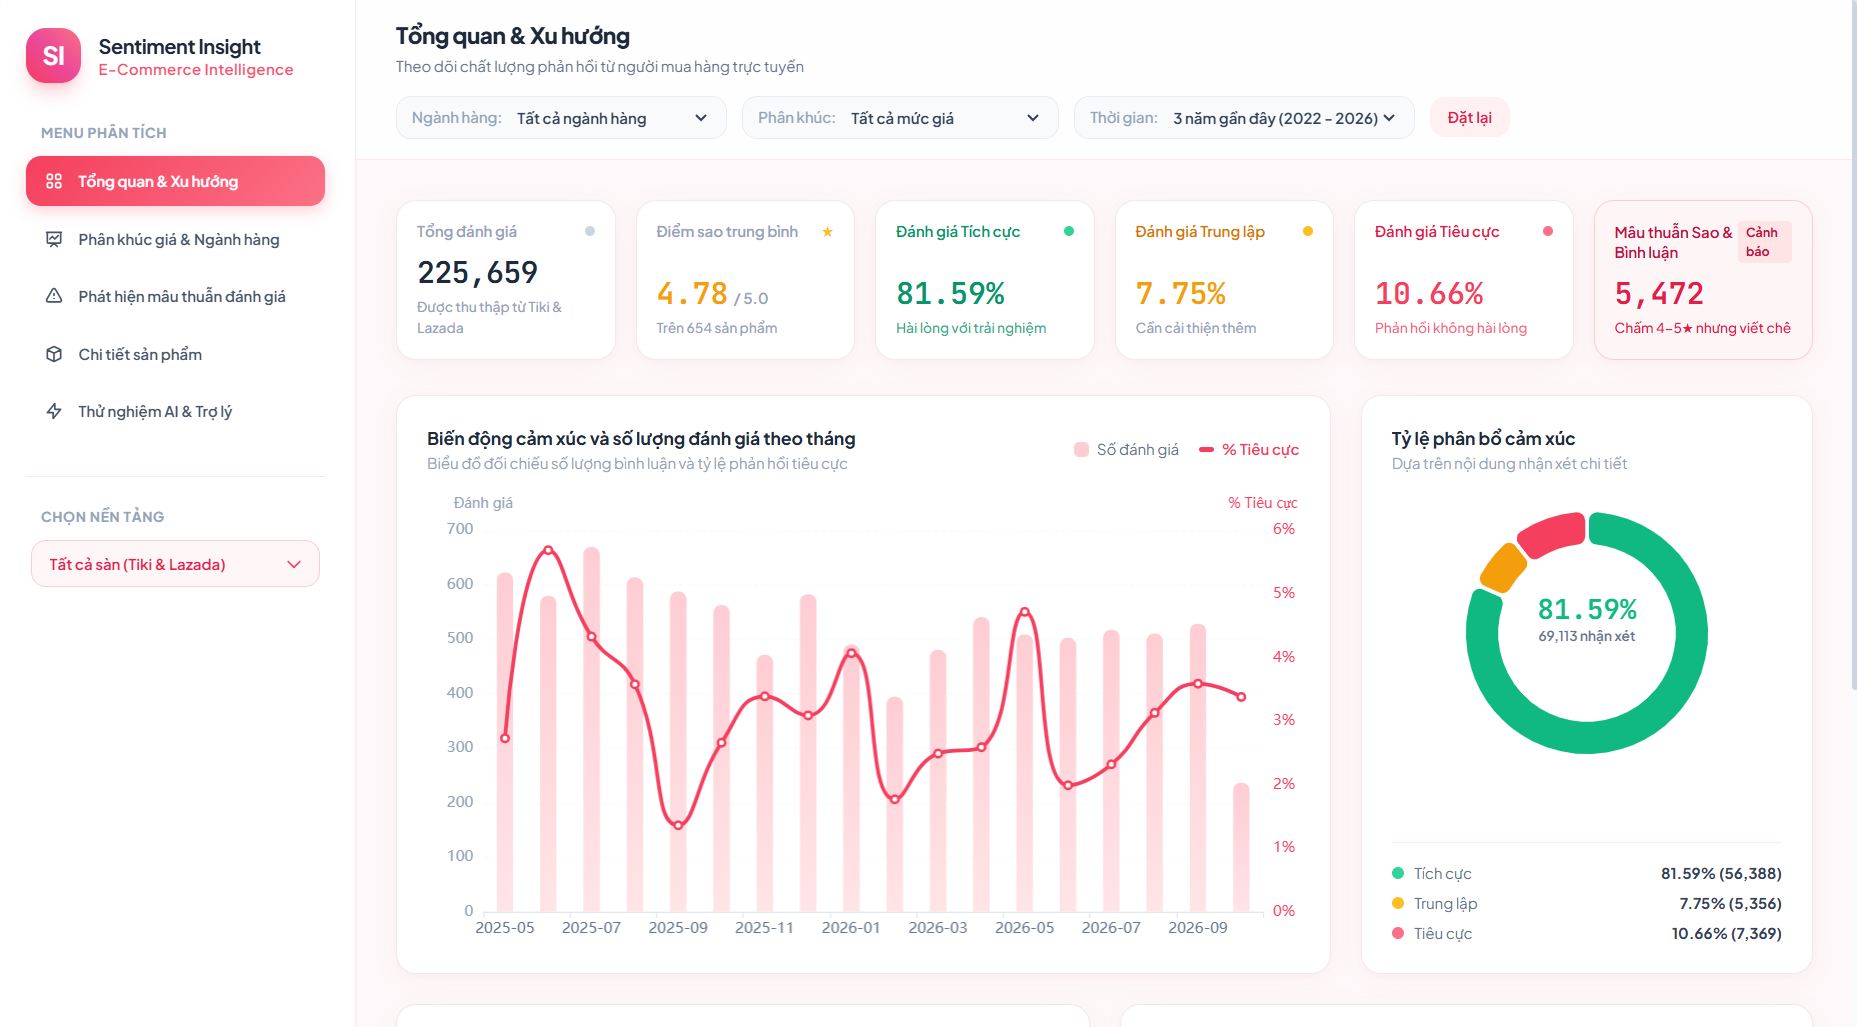 SI
Sentiment Insight
E-Commerce Intelligence
MENU PHÂN TÍCH
Tổng quan & Xu hướng
Phân khúc giá & Ngành hàng
Phát hiện mâu thuẫn đánh giá
Chi tiết sản phẩm
Thử nghiệm AI & Trợ lý
CHỌN NỀN TẢNG
Tất cả sàn (Tiki & Lazada)
Tổng quan & Xu hướng
Theo dõi chất lượng phản hồi từ người mua hàng trực tuyến
Ngành hàng: Tất cả ngành hàng
Phân khúc: Tất cả mức giá
Thời gian: 3 năm gần đây (2022 - 2026)
Đặt lại
Tổng đánh giá
225,659
Được thu thập từ Tiki &
Lazada
Điểm sao trung bình ★
4.78 / 5.0
Trên 654 sản phẩm
Đánh giá Tích cực
81.59%
Hài lòng với trải nghiệm
Đánh giá Trung lập
7.75%
Cần cải thiện thêm
Đánh giá Tiêu cực
10.66%
Phản hồi không hài lòng
Mâu thuẫn Sao &
Bình luận
Cảnh
báo
5,472
Chấm 4-5★ nhưng viết chê
Biến động cảm xúc và số lượng đánh giá theo tháng
Biểu đồ đối chiếu số lượng bình luận và tỷ lệ phản hồi tiêu cực
Số đánh giá
% Tiêu cực
Đánh giá
% Tiêu cực
700
600
500
400
300
200
100
0
6%
5%
4%
3%
2%
1%
0%
2025-05 2025-07 2025-09 2025-11 2026-01 2026-03 2026-05 2026-07 2026-09
Tỷ lệ phân bổ cảm xúc
Dựa trên nội dung nhận xét chi tiết
81.59%
69,113 nhận xét
Tích cực 81.59% (56,388)
Trung lập 7.75% (5,356)
Tiêu cực 10.66% (7,369)